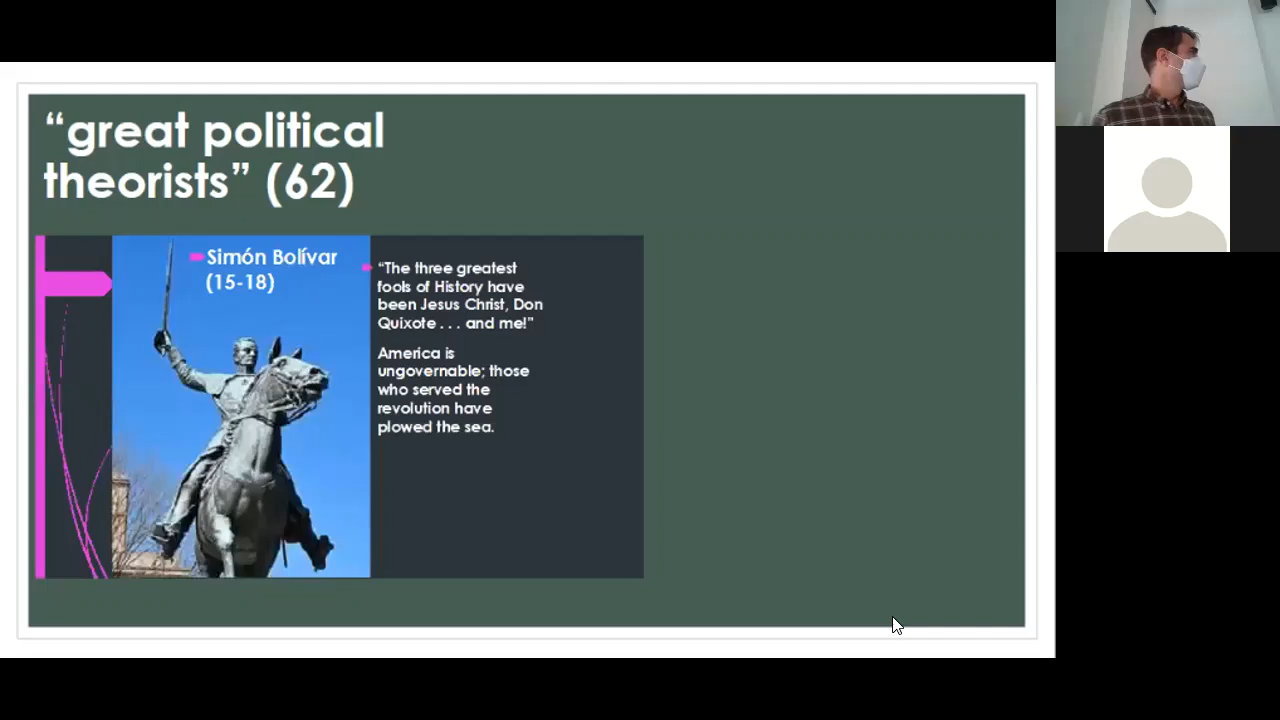 “great political
theorists” (62)
Simón Bolívar
(15-18)
“The three greatest
fools of History have
been Jesus Christ, Don
Quixote . . . and me!”
America is
ungovernable; those
who served the
revolution have
plowed the sea.